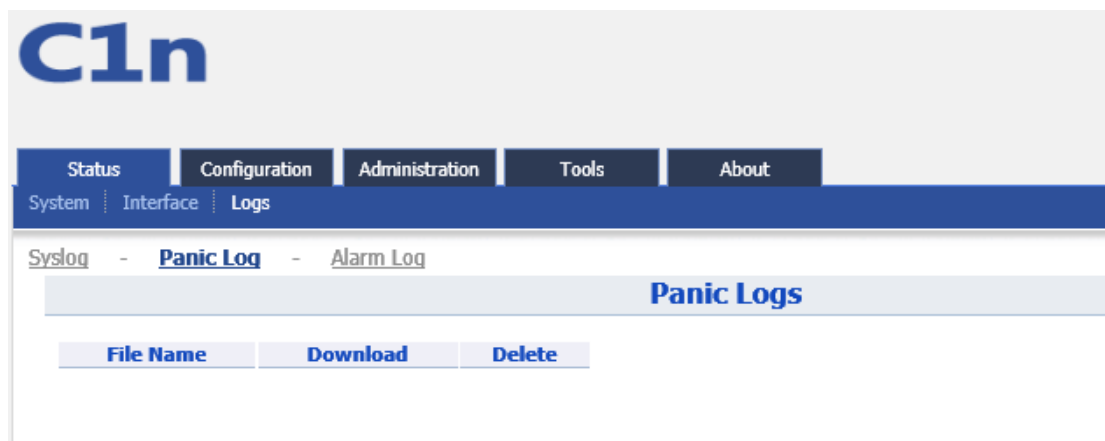 C1n
Status Configuration Administration Tools About
System Interface Logs
Syslog - Panic Log - Alarm Log
Panic Logs
File Name Download Delete